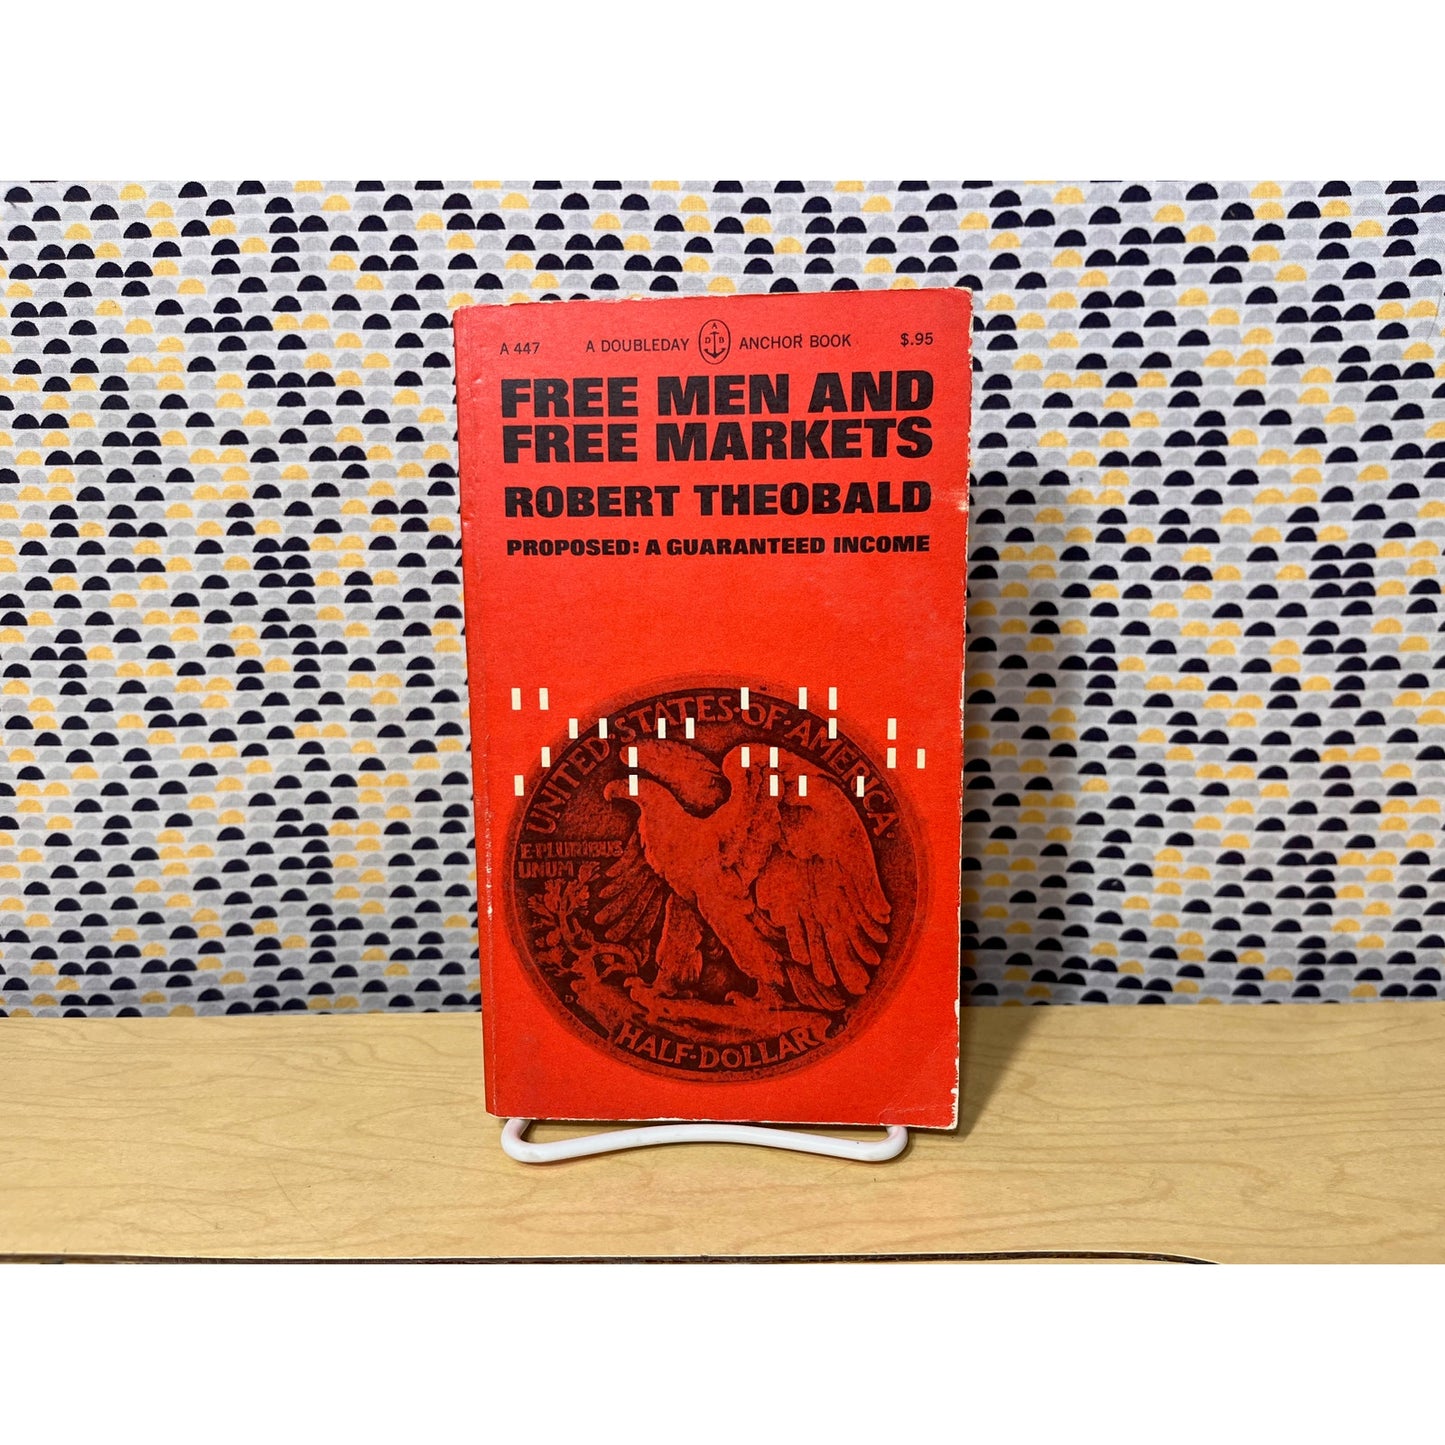 A 447 A DOUBLEDAY A D B ANCHOR BOOK $.95
FREE MEN AND
FREE MARKETS
ROBERT THEOBALD
PROPOSED: A GUARANTEED INCOME
UNITED·STATES·OF·AMERICA
E PLURIBUS
UNUM
D
HALF·DOLLAR